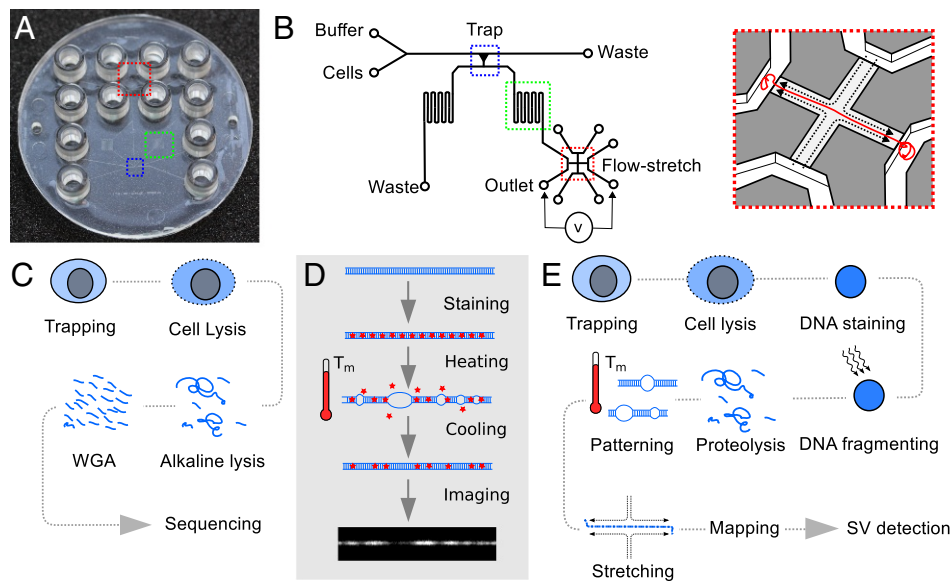 A
B
Buffer
Cells
Trap
Waste
Waste
Outlet
Flow-stretch
V
C
Trapping
Cell Lysis
WGA
Alkaline lysis
Sequencing
D
Staining
Heating
Tm
Cooling
Imaging
E
Trapping
Cell lysis
DNA staining
Tm
Patterning
Proteolysis
DNA fragmenting
Stretching
Mapping
SV detection